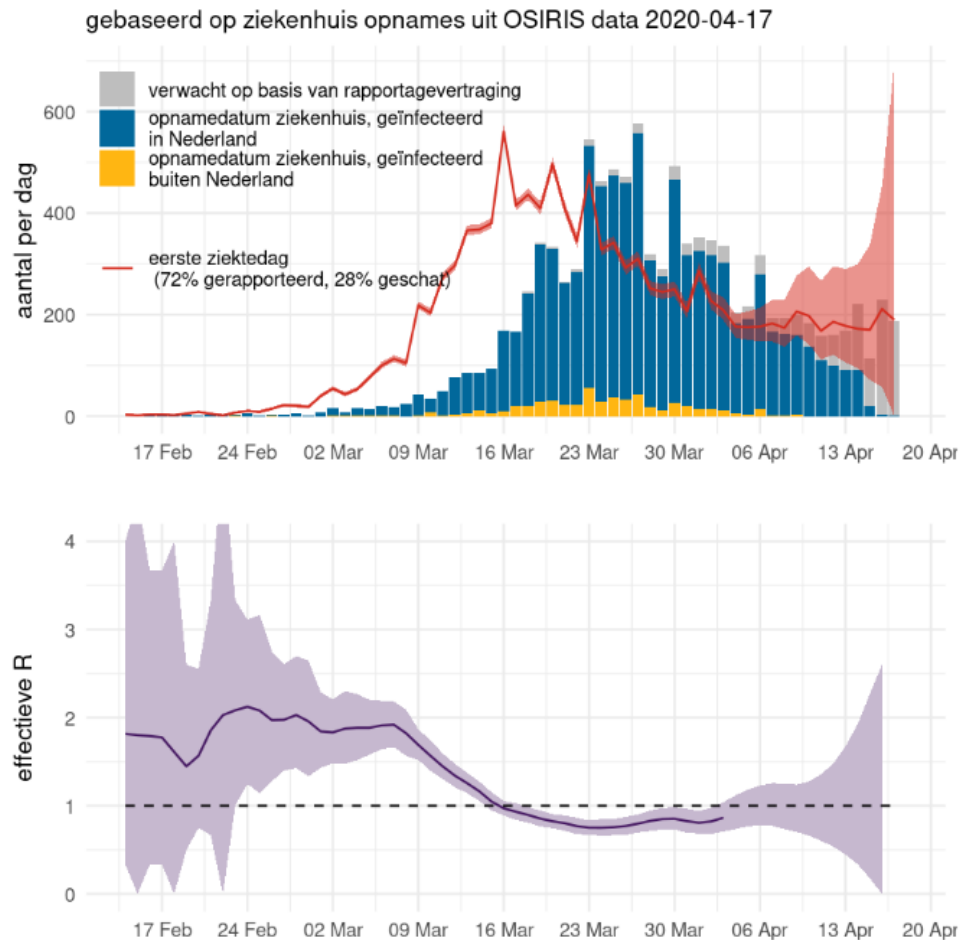 gebaseerd op ziekenhuis opnames uit OSIRIS data 2020-04-17
aantal per dag
600
400
200
0
verwacht op basis van rapportagevertraging
opnamedatum ziekenhuis, geïnfecteerd
in Nederland
opnamedatum ziekenhuis, geïnfecteerd
buiten Nederland
eerste ziektedag
(72% gerapporteerd, 28% geschat)
17 Feb 24 Feb 02 Mar 09 Mar 16 Mar 23 Mar 30 Mar 06 Apr 13 Apr 20 Apr
effectieve R
4
3
2
1
0
17 Feb 24 Feb 02 Mar 09 Mar 16 Mar 23 Mar 30 Mar 06 Apr 13 Apr 20 Apr